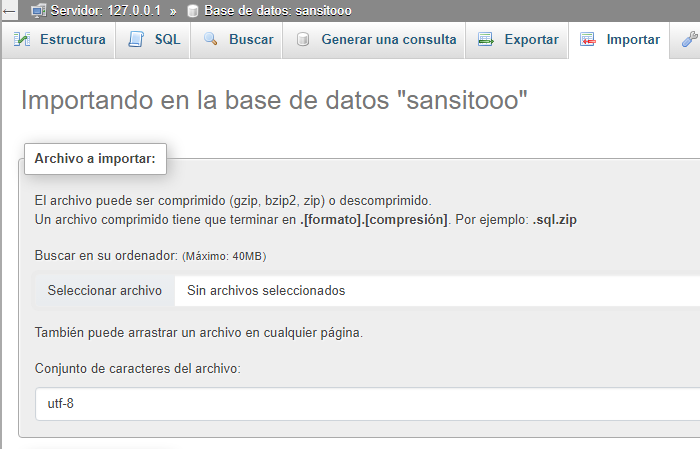 ← Servidor: 127.0.0.1 » Base de datos: sansitooo
Estructura SQL Buscar Generar una consulta Exportar Importar
Importando en la base de datos "sansitooo"
Archivo a importar:
El archivo puede ser comprimido (gzip, bzip2, zip) o descomprimido.
Un archivo comprimido tiene que terminar en .[formato].[compresión]. Por ejemplo: .sql.zip
Buscar en su ordenador: (Máximo: 40MB)
Seleccionar archivo Sin archivos seleccionados
También puede arrastrar un archivo en cualquier página.
Conjunto de caracteres del archivo:
utf-8